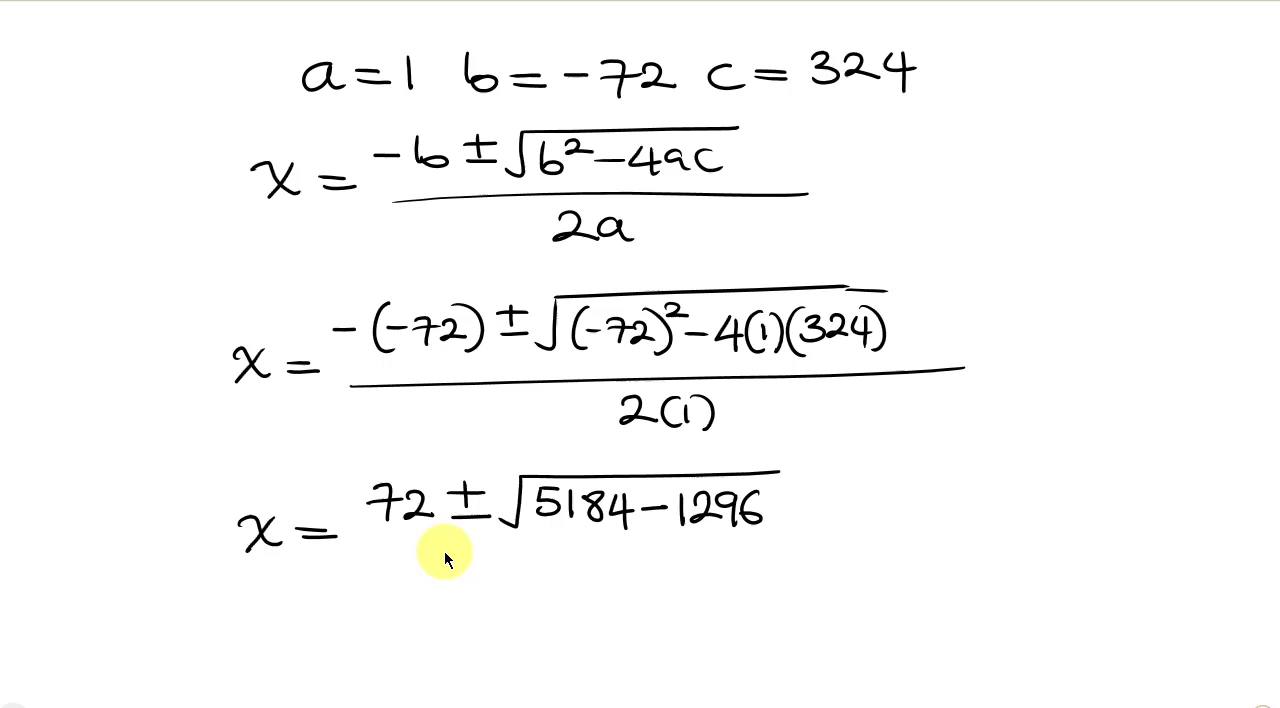 a = 1 b = -72 c = 324
x = -b ± √b² - 4ac
2a
x = -(-72) ± √(-72)² - 4(1)(324)
2(1)
x = 72 ± √5184 - 1296